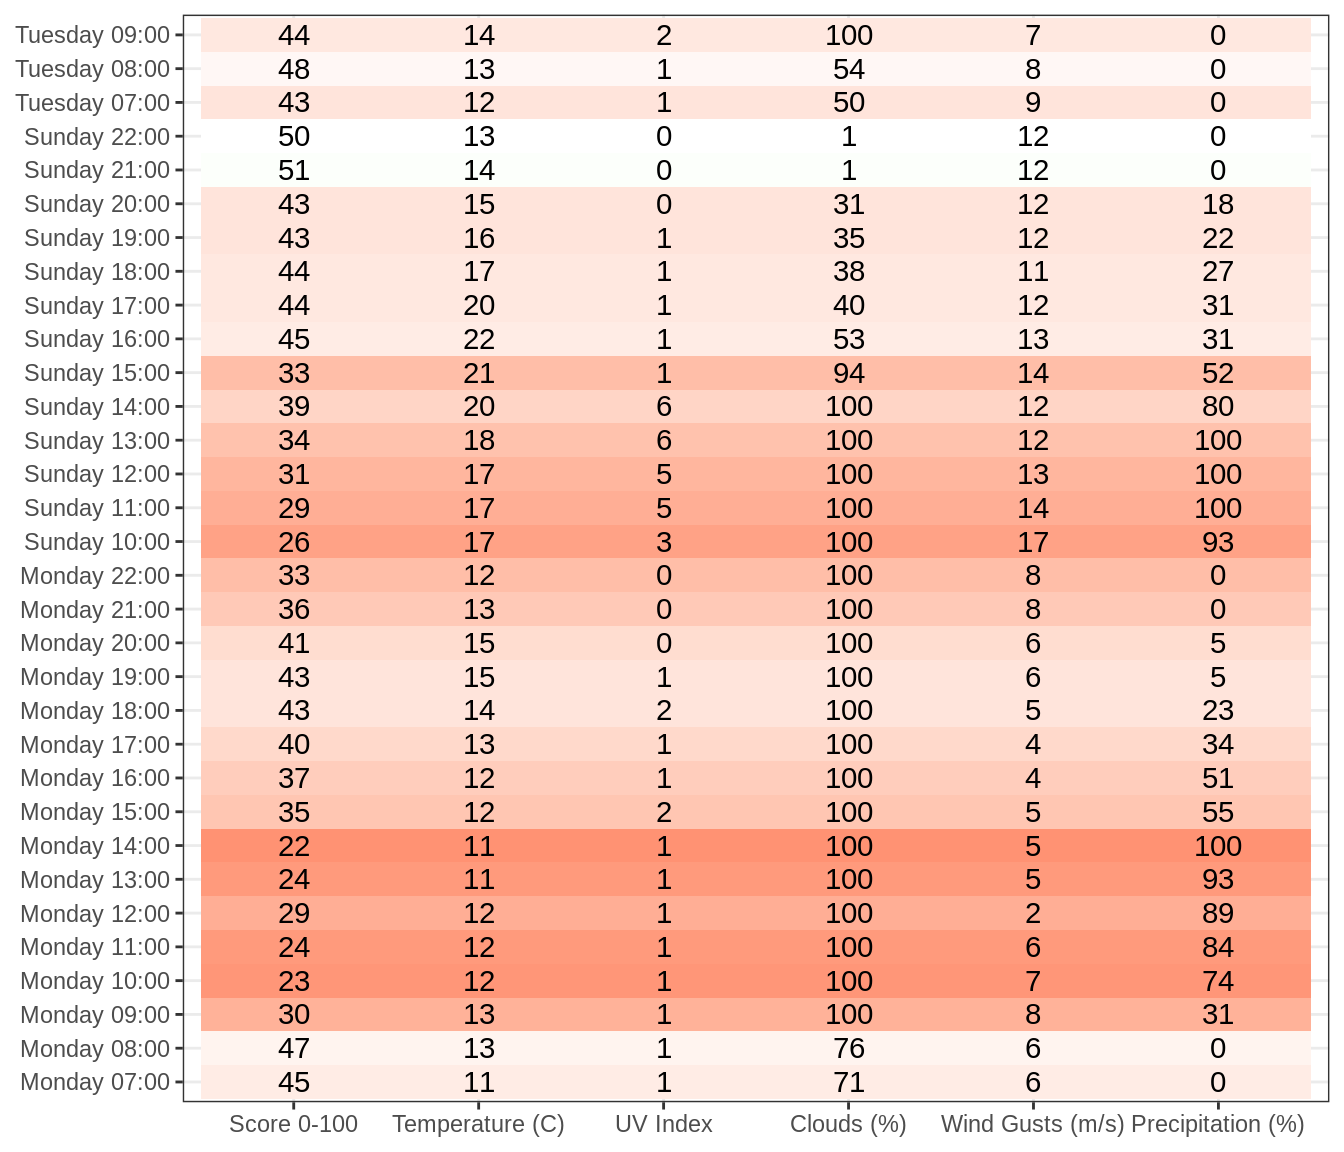 Tuesday 09:00 44 14 2 100 7 0
Tuesday 08:00 48 13 1 54 8 0
Tuesday 07:00 43 12 1 50 9 0
Sunday 22:00 50 13 0 1 12 0
Sunday 21:00 51 14 0 1 12 0
Sunday 20:00 43 15 0 31 12 18
Sunday 19:00 43 16 1 35 12 22
Sunday 18:00 44 17 1 38 11 27
Sunday 17:00 44 20 1 40 12 31
Sunday 16:00 45 22 1 53 13 31
Sunday 15:00 33 21 1 94 14 52
Sunday 14:00 39 20 6 100 12 80
Sunday 13:00 34 18 6 100 12 100
Sunday 12:00 31 17 5 100 13 100
Sunday 11:00 29 17 5 100 14 100
Sunday 10:00 26 17 3 100 17 93
Monday 22:00 33 12 0 100 8 0
Monday 21:00 36 13 0 100 8 0
Monday 20:00 41 15 0 100 6 5
Monday 19:00 43 15 1 100 6 5
Monday 18:00 43 14 2 100 5 23
Monday 17:00 40 13 1 100 4 34
Monday 16:00 37 12 1 100 4 51
Monday 15:00 35 12 2 100 5 55
Monday 14:00 22 11 1 100 5 100
Monday 13:00 24 11 1 100 5 93
Monday 12:00 29 12 1 100 2 89
Monday 11:00 24 12 1 100 6 84
Monday 10:00 23 12 1 100 7 74
Monday 09:00 30 13 1 100 8 31
Monday 08:00 47 13 1 76 6 0
Monday 07:00 45 11 1 71 6 0
Score 0-100 Temperature (C) UV Index Clouds (%) Wind Gusts (m/s) Precipitation (%)